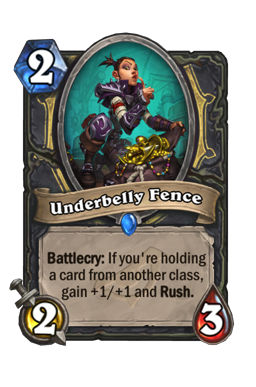 2
Underbelly Fence
Battlecry: If you're holding
a card from another class,
gain +1/+1 and Rush.
2
3